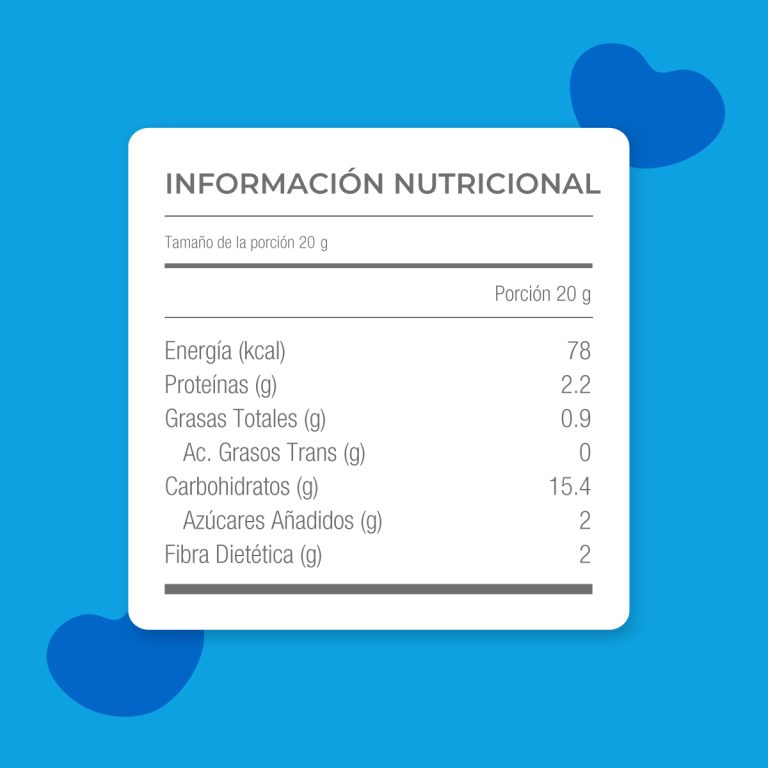 INFORMACIÓN NUTRICIONAL
Tamaño de la porción 20 g
Porción 20 g
Energía (kcal) 78
Proteínas (g) 2.2
Grasas Totales (g) 0.9
Ac. Grasos Trans (g) 0
Carbohidratos (g) 15.4
Azúcares Añadidos (g) 2
Fibra Dietética (g) 2